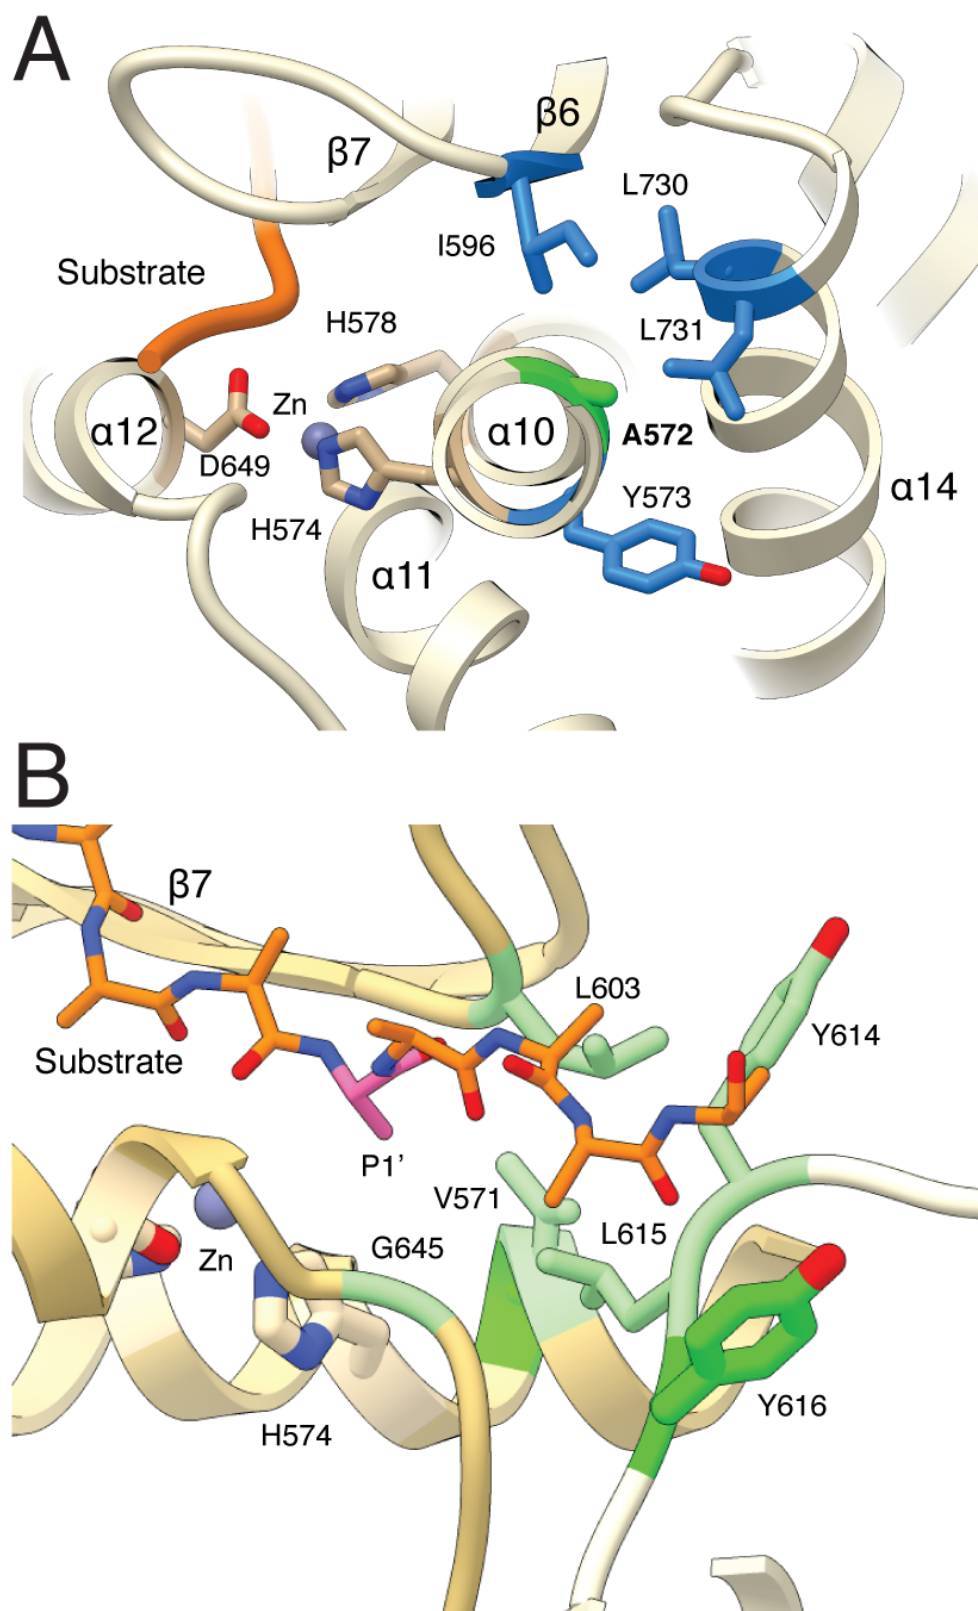 A
β6
β7
L730
I596
Substrate
H578
L731
Zn
α12
α10
A572
D649
Y573
α14
H574
α11
B
β7
L603
Y614
Substrate
P1’
V571
L615
G645
Zn
Y616
H574